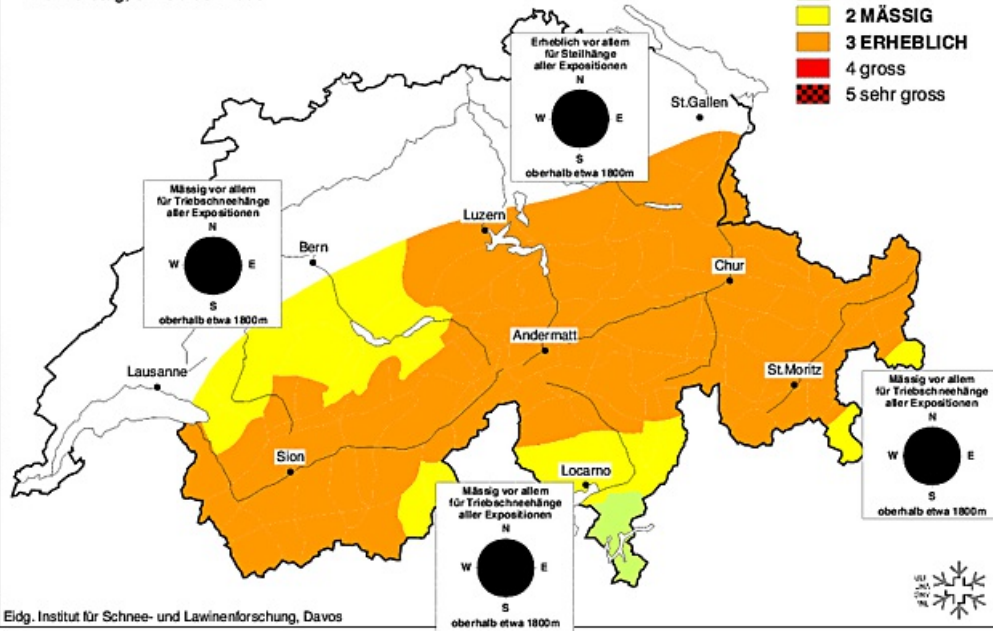 2 MÄSSIG
3 ERHEBLICH
4 gross
5 sehr gross
Erheblich vor allem
für Steilhänge
aller Expositionen
N
W E
S
oberhalb etwa 1800m
St.Gallen
Mässig vor allem
für Triebschneehänge
aller Expositionen
N
W E
S
oberhalb etwa 1800m
Luzern
Bern
Chur
Andermatt
Lausanne
St.Moritz
Mässig vor allem
für Triebschneehänge
aller Expositionen
N
W E
S
oberhalb etwa 1800m
Sion
Locarno
Mässig vor allem
für Triebschneehänge
aller Expositionen
N
W E
S
oberhalb etwa 1800m
Eidg. Institut für Schnee- und Lawinenforschung, Davos